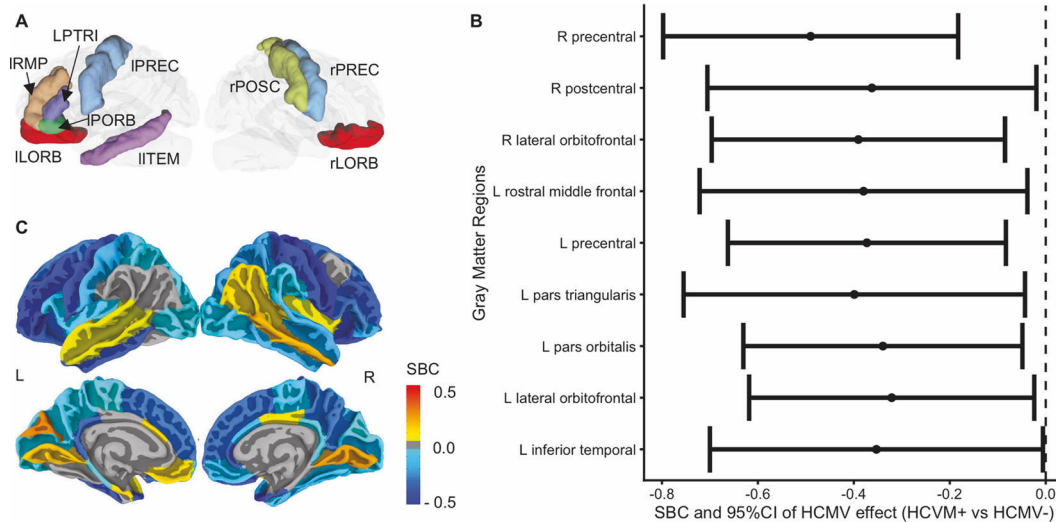 A
LPTRI
lRMP
lPREC
lPORB
lLORB
lITEM
rPREC
rPOSC
rLORB
B
Gray Matter Regions
R precentral
R postcentral
R lateral orbitofrontal
L rostral middle frontal
L precentral
L pars triangularis
L pars orbitalis
L lateral orbitofrontal
L inferior temporal
-0.8
-0.6
-0.4
-0.2
0.0
SBC and 95%CI of HCMV effect (HCVM+ vs HCMV-)
C
L
R
SBC
0.5
0.0
- 0.5